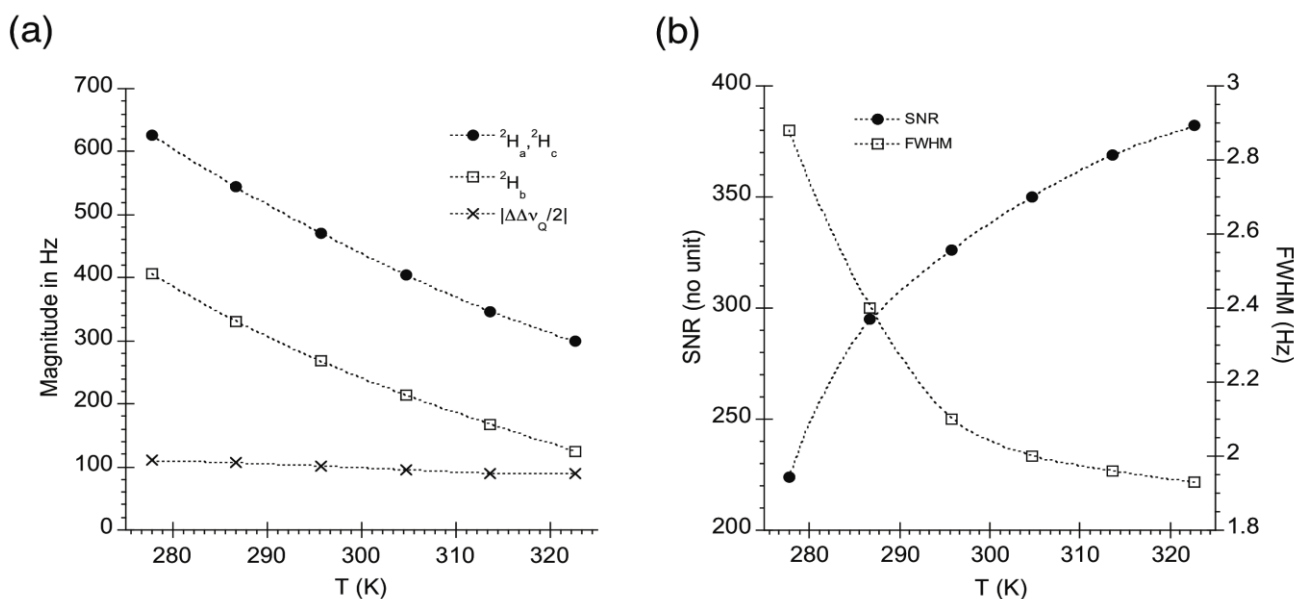 (a)
Magnitude in Hz
700
600
500
400
300
200
100
0
²Hₐ,²H꜀
²H_b
|ΔΔν_Q/2|
280 290 300 310 320
T (K)
(b)
SNR (no unit)
400
350
300
250
200
SNR
FWHM
3
2.8
2.6
2.4
2.2
2
1.8
FWHM (Hz)
280 290 300 310 320
T (K)